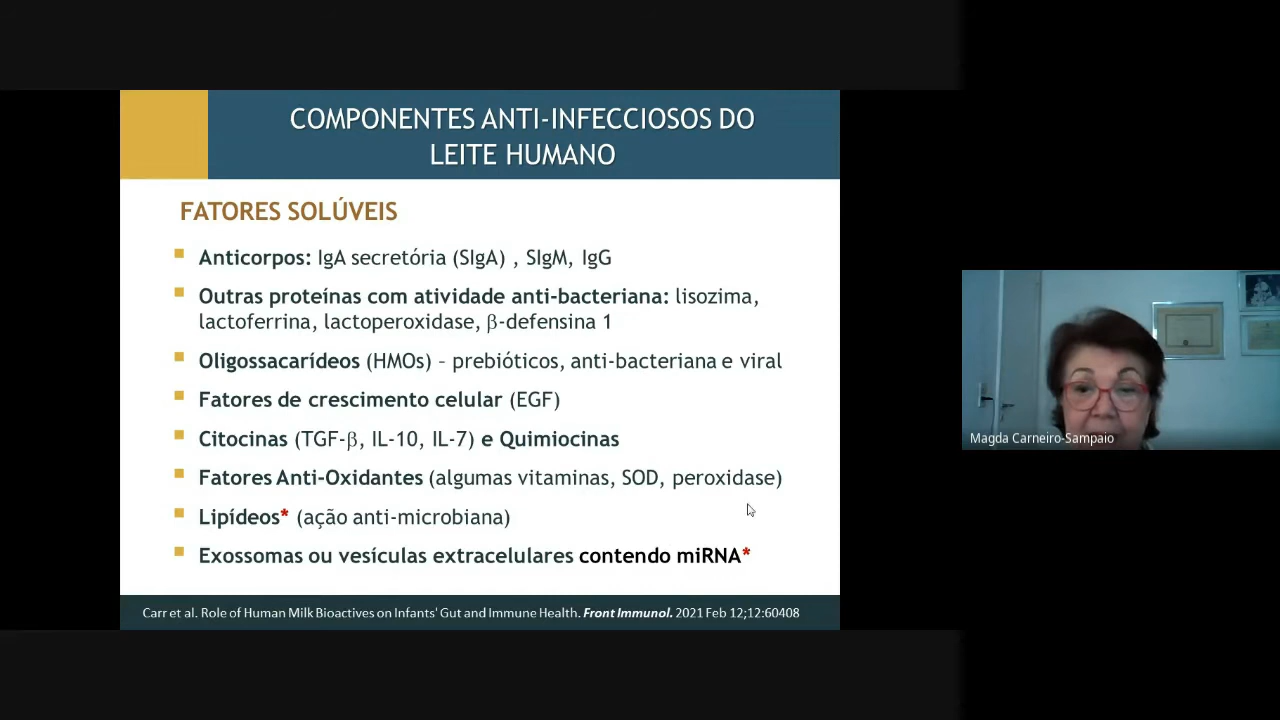 COMPONENTES ANTI-INFECCIOSOS DO
LEITE HUMANO
FATORES SOLÚVEIS
Anticorpos: IgA secretória (SIgA) , SIgM, IgG
Outras proteínas com atividade anti-bacteriana: lisozima,
lactoferrina, lactoperoxidase, β-defensina 1
Oligossacarídeos (HMOs) – prebióticos, anti-bacteriana e viral
Fatores de crescimento celular (EGF)
Citocinas (TGF-β, IL-10, IL-7) e Quimiocinas
Fatores Anti-Oxidantes (algumas vitaminas, SOD, peroxidase)
Lipídeos* (ação anti-microbiana)
Exossomas ou vesículas extracelulares contendo miRNA*
Carr et al. Role of Human Milk Bioactives on Infants' Gut and Immune Health. Front Immunol. 2021 Feb 12;12:60408
Magda Carneiro-Sampaio